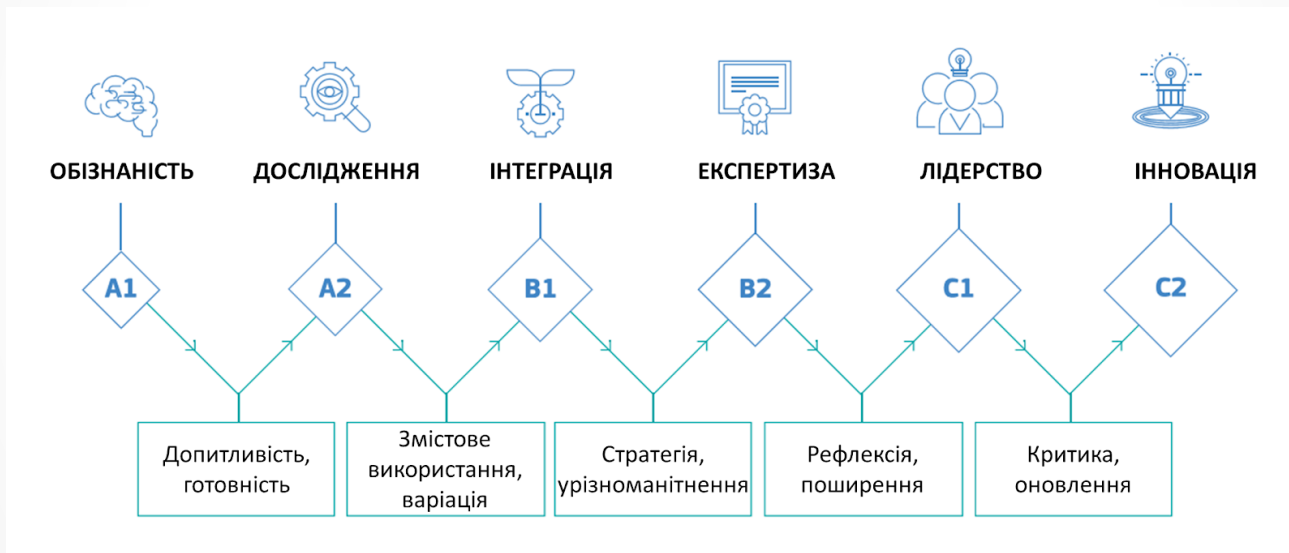 ОБІЗНАНІСТЬ
ДОСЛІДЖЕННЯ
ІНТЕГРАЦІЯ
ЕКСПЕРТИЗА
ЛІДЕРСТВО
ІННОВАЦІЯ
A1
A2
B1
B2
C1
C2
Допитливість,
готовність
Змістове
використання,
варіація
Стратегія,
урізноманітнення
Рефлексія,
поширення
Критика,
оновлення